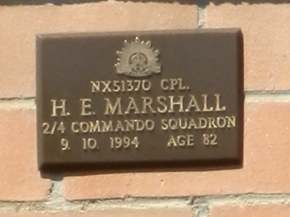 NX51370 CPL.
H. E. MARSHALL
2/4 COMMANDO SQUADRON
9. 10. 1994 AGE 82